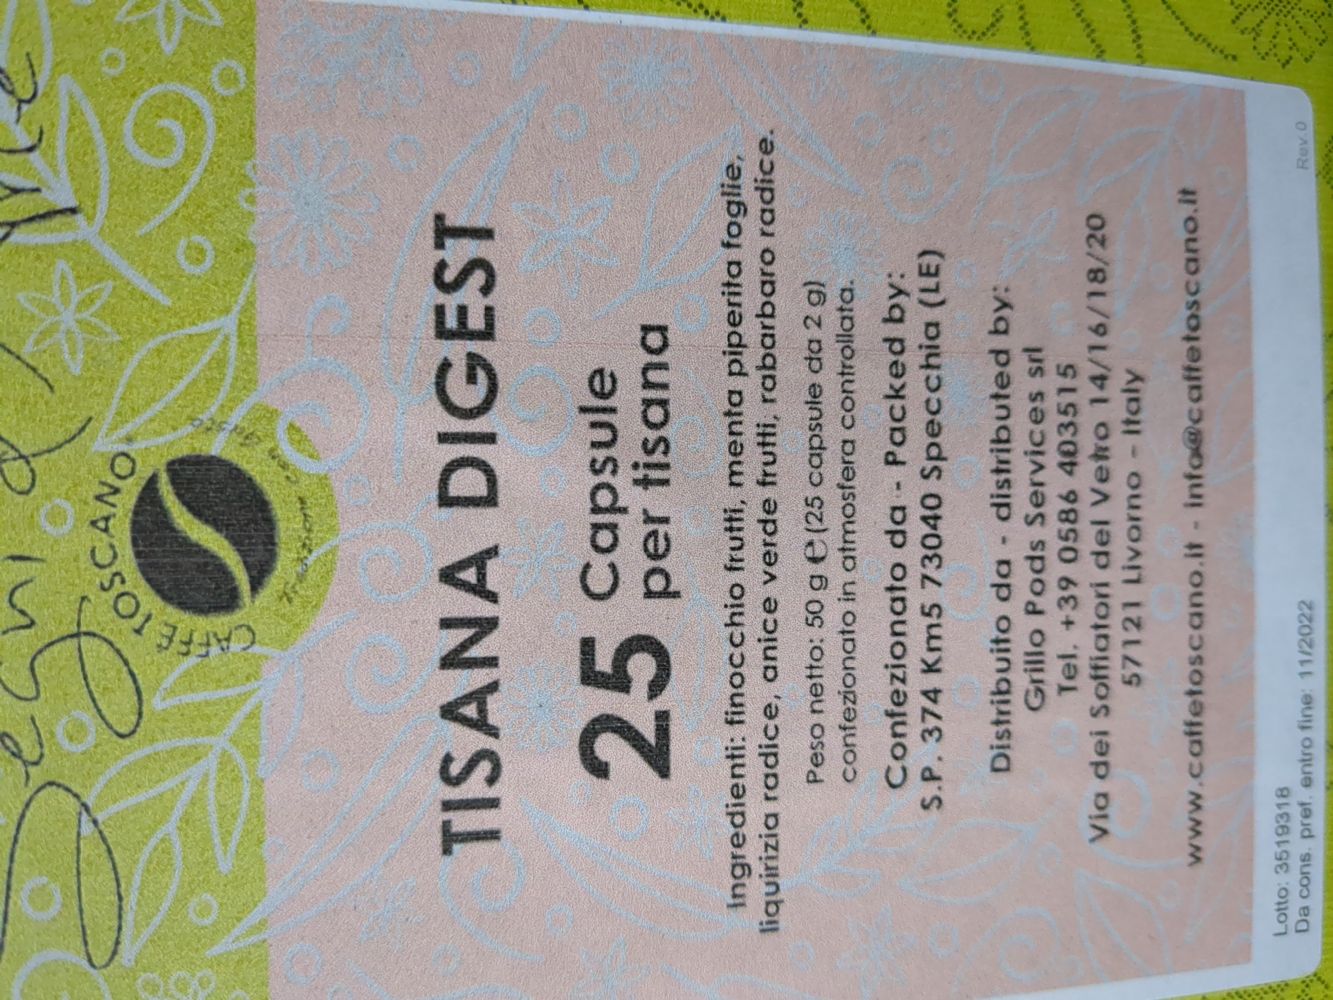 CAFFE TOSCANO
TISANA DIGEST
25 Capsule
per tisana
Ingredienti: finocchio frutti, menta piperita foglie,
liquirizia radice, anice verde frutti, rabarbaro radice.
Peso netto: 50 g ℮ (25 capsule da 2 g)
confezionato in atmosfera controllata.
Confezionato da - Packed by:
S.P. 374 Km5 73040 Specchia (LE)
Distribuito da - distributed by:
Grillo Pods Services srl
Tel. +39 0586 403515
Via dei Soffiatori del Vetro 14/16/18/20
57121 Livorno - Italy
www.caffetoscano.it - info@caffetoscano.it
Lotto: 3519318
Da cons. pref. entro fine: 11/2022
Rev.0